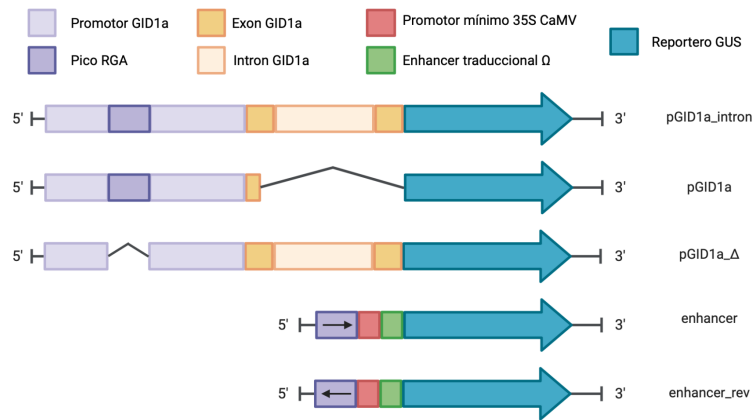 Promotor GID1a
Exon GID1a
Promotor mínimo 35S CaMV
Reportero GUS
Pico RGA
Intron GID1a
Enhancer traduccional Ω
5' 3' pGID1a_intron
5' 3' pGID1a
5' 3' pGID1a_Δ
5' 3' enhancer
5' 3' enhancer_rev